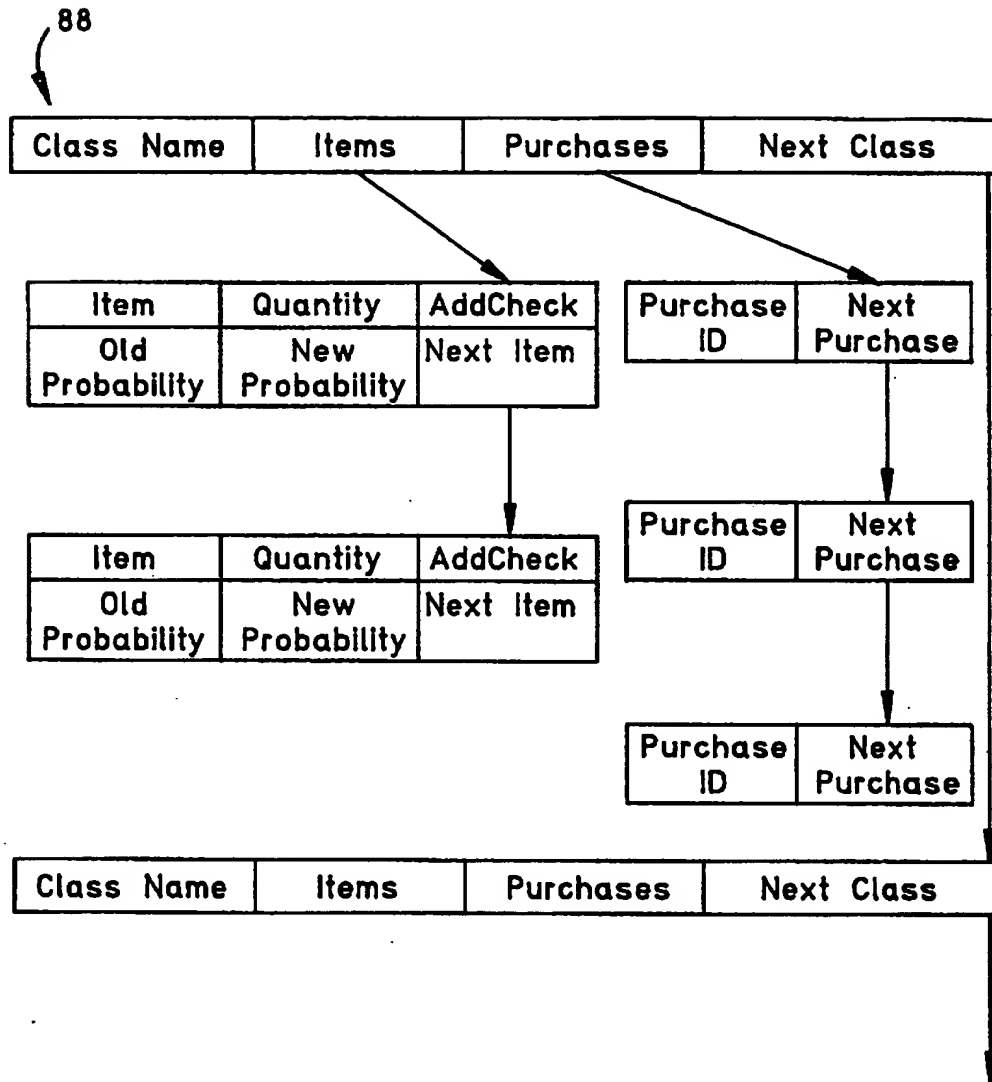 88
Class Name Items Purchases Next Class
Item Quantity AddCheck
Old Probability New Probability Next Item
Purchase ID Next Purchase
Item Quantity AddCheck
Old Probability New Probability Next Item
Purchase ID Next Purchase
Purchase ID Next Purchase
Class Name Items Purchases Next Class